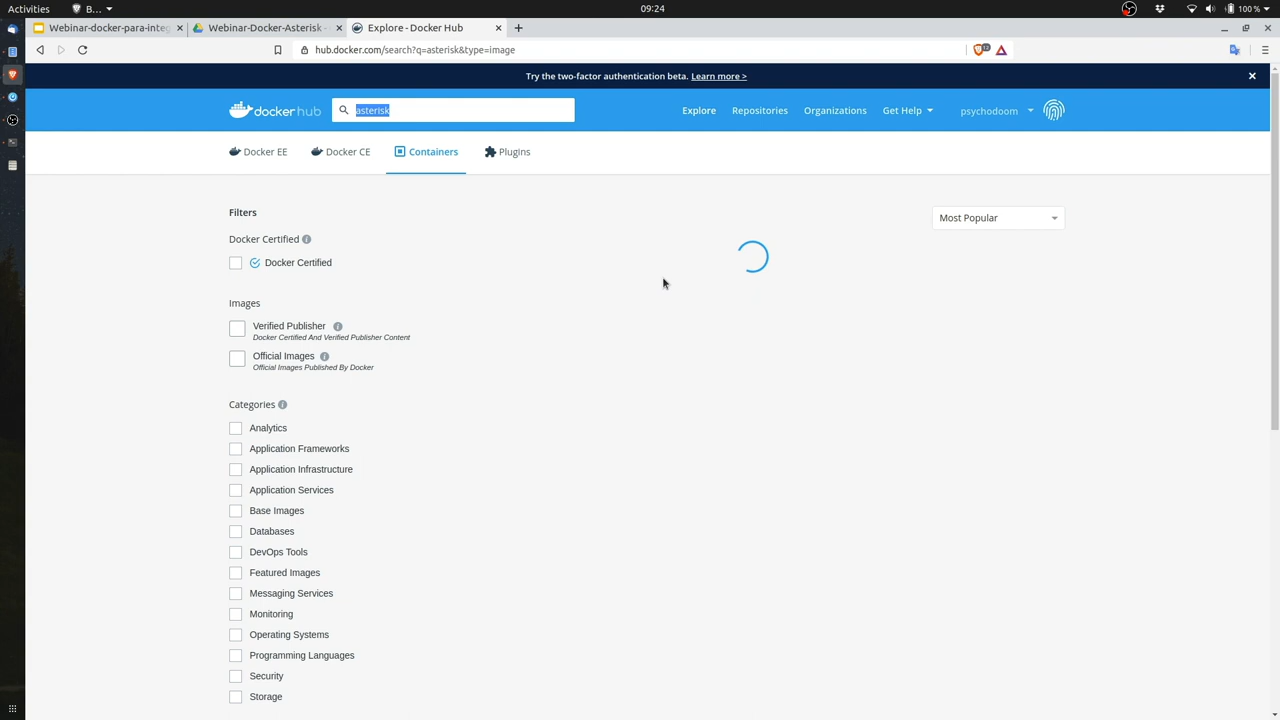 Activities
B...
09:24
100 %
Webinar-docker-para-integ
Webinar-Docker-Asterisk -
Explore - Docker Hub
hub.docker.com/search?q=asterisk&type=image
12
Try the two-factor authentication beta. Learn more >
docker hub
asterisk
Explore
Repositories
Organizations
Get Help
psychodoom
Docker EE
Docker CE
Containers
Plugins
Filters
Most Popular
Docker Certified
Docker Certified
Images
Verified Publisher
Docker Certified And Verified Publisher Content
Official Images
Official Images Published By Docker
Categories
Analytics
Application Frameworks
Application Infrastructure
Application Services
Base Images
Databases
DevOps Tools
Featured Images
Messaging Services
Monitoring
Operating Systems
Programming Languages
Security
Storage